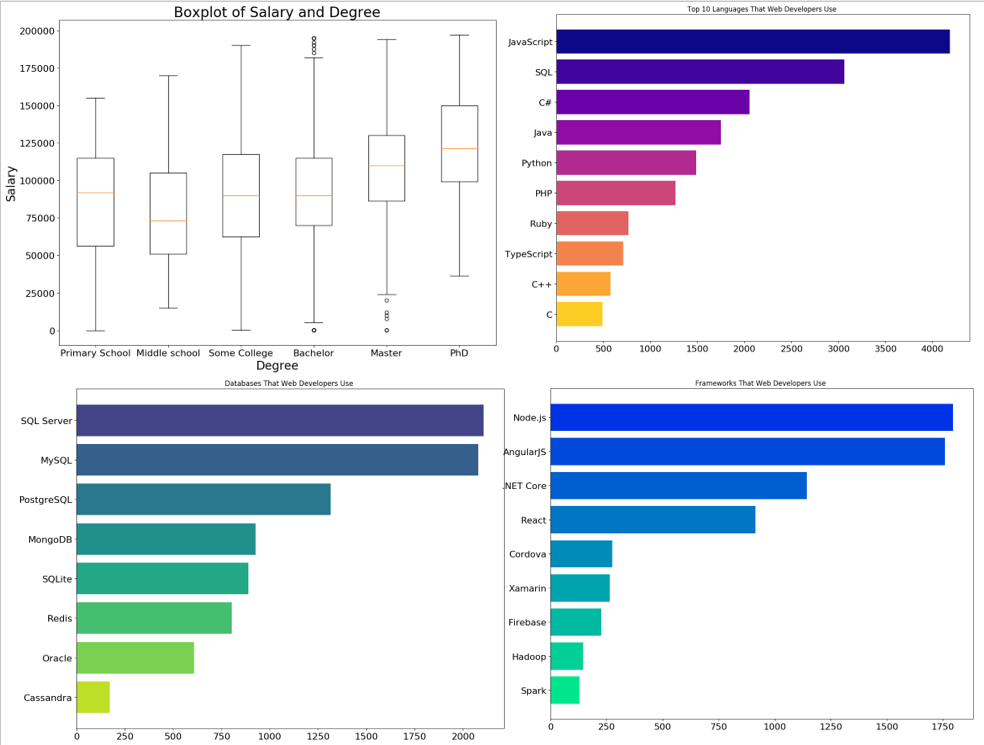 Boxplot of Salary and Degree
200000
175000
150000
125000
100000
75000
50000
25000
0
Salary
Primary School Middle school Some College Bachelor Master PhD
Degree
Top 10 Languages That Web Developers Use
JavaScript
SQL
C#
Java
Python
PHP
Ruby
TypeScript
C++
C
0 500 1000 1500 2000 2500 3000 3500 4000
Databases That Web Developers Use
SQL Server
MySQL
PostgreSQL
MongoDB
SQLite
Redis
Oracle
Cassandra
0 250 500 750 1000 1250 1500 1750 2000
Frameworks That Web Developers Use
Node.js
AngularJS
.NET Core
React
Cordova
Xamarin
Firebase
Hadoop
Spark
0 250 500 750 1000 1250 1500 1750